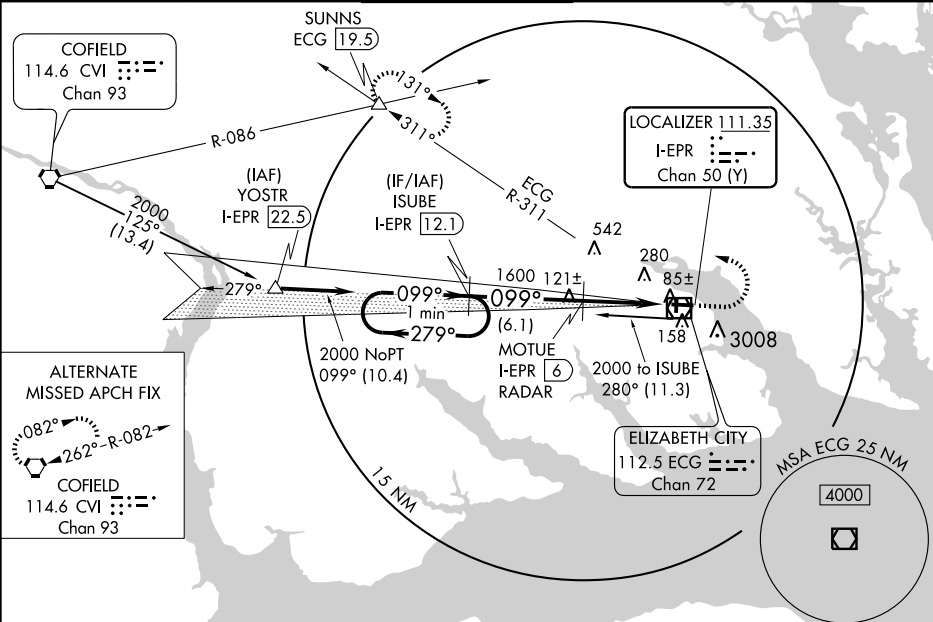 SUNNS
ECG 19.5
COFIELD
114.6 CVI
Chan 93
131°
311°
R-086
LOCALIZER 111.35
I-EPR
Chan 50 (Y)
(IAF)
YOSTR
I-EPR 22.5
(IF/IAF)
ISUBE
I-EPR 12.1
ECG
R-311
2000
125°
(13.4)
542
280
85±
1600
121±
279°
099°
099°
1 min
279°
(6.1)
158
3008
2000 NoPT
099° (10.4)
MOTUE
I-EPR 6
RADAR
2000 to ISUBE
280° (11.3)
ALTERNATE
MISSED APCH FIX
082°
262°
R-082
COFIELD
114.6 CVI
Chan 93
ELIZABETH CITY
112.5 ECG
Chan 72
15 NM
MSA ECG 25 NM
4000